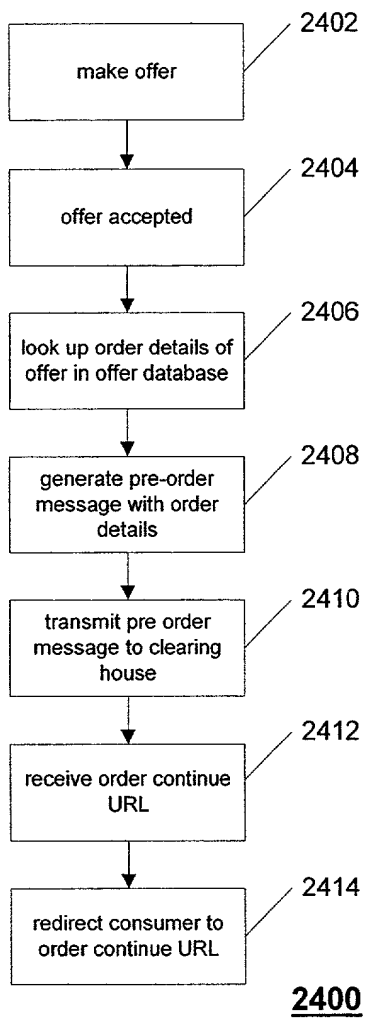 2402
make offer
2404
offer accepted
2406
look up order details of
offer in offer database
2408
generate pre-order
message with order
details
2410
transmit pre order
message to clearing
house
2412
receive order continue
URL
2414
redirect consumer to
order continue URL
2400